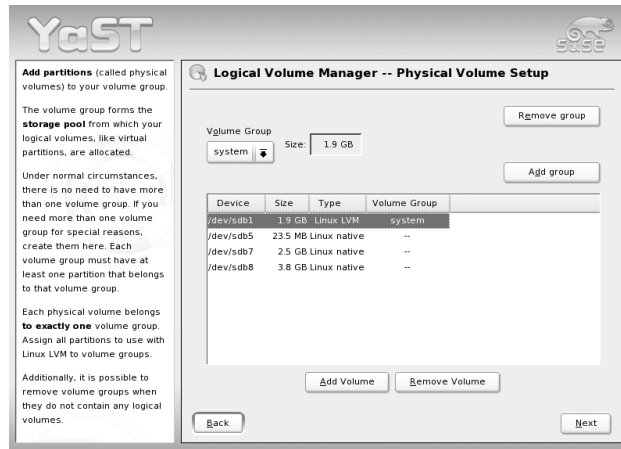 YaST
SUSE
Add partitions (called physical
volumes) to your volume group.
The volume group forms the
storage pool from which your
logical volumes, like virtual
partitions, are allocated.
Under normal circumstances,
there is no need to have more
than one volume group. If you
need more than one volume
group for special reasons,
create them here. Each
volume group must have at
least one partition that belongs
to that volume group.
Each physical volume belongs
to exactly one volume group.
Assign all partitions to use with
Linux LVM to volume groups.
Additionally, it is possible to
remove volume groups when
they do not contain any logical
volumes.
Logical Volume Manager -- Physical Volume Setup
Remove group
Volume Group
system
Size: 1.9 GB
Add group
Device Size Type Volume Group
/dev/sdb1 1.9 GB Linux LVM system
/dev/sdb5 23.5 MB Linux native --
/dev/sdb7 2.5 GB Linux native --
/dev/sdb8 3.8 GB Linux native --
Add Volume Remove Volume
Back Next